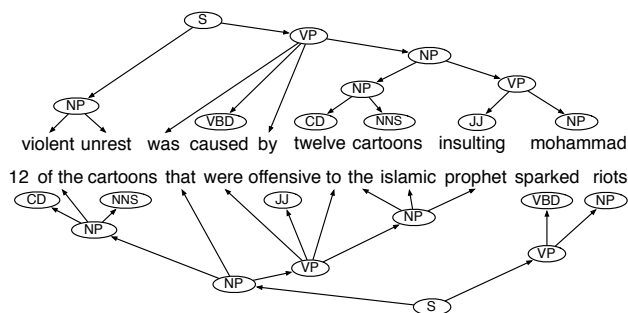 S
VP
NP
NP
NP VP
VBD CD NNS JJ NP
violent unrest was caused by twelve cartoons insulting mohammad
12 of the cartoons that were offensive to the islamic prophet sparked riots
CD NNS JJ VBD NP
NP
NP
VP
VP
NP
S